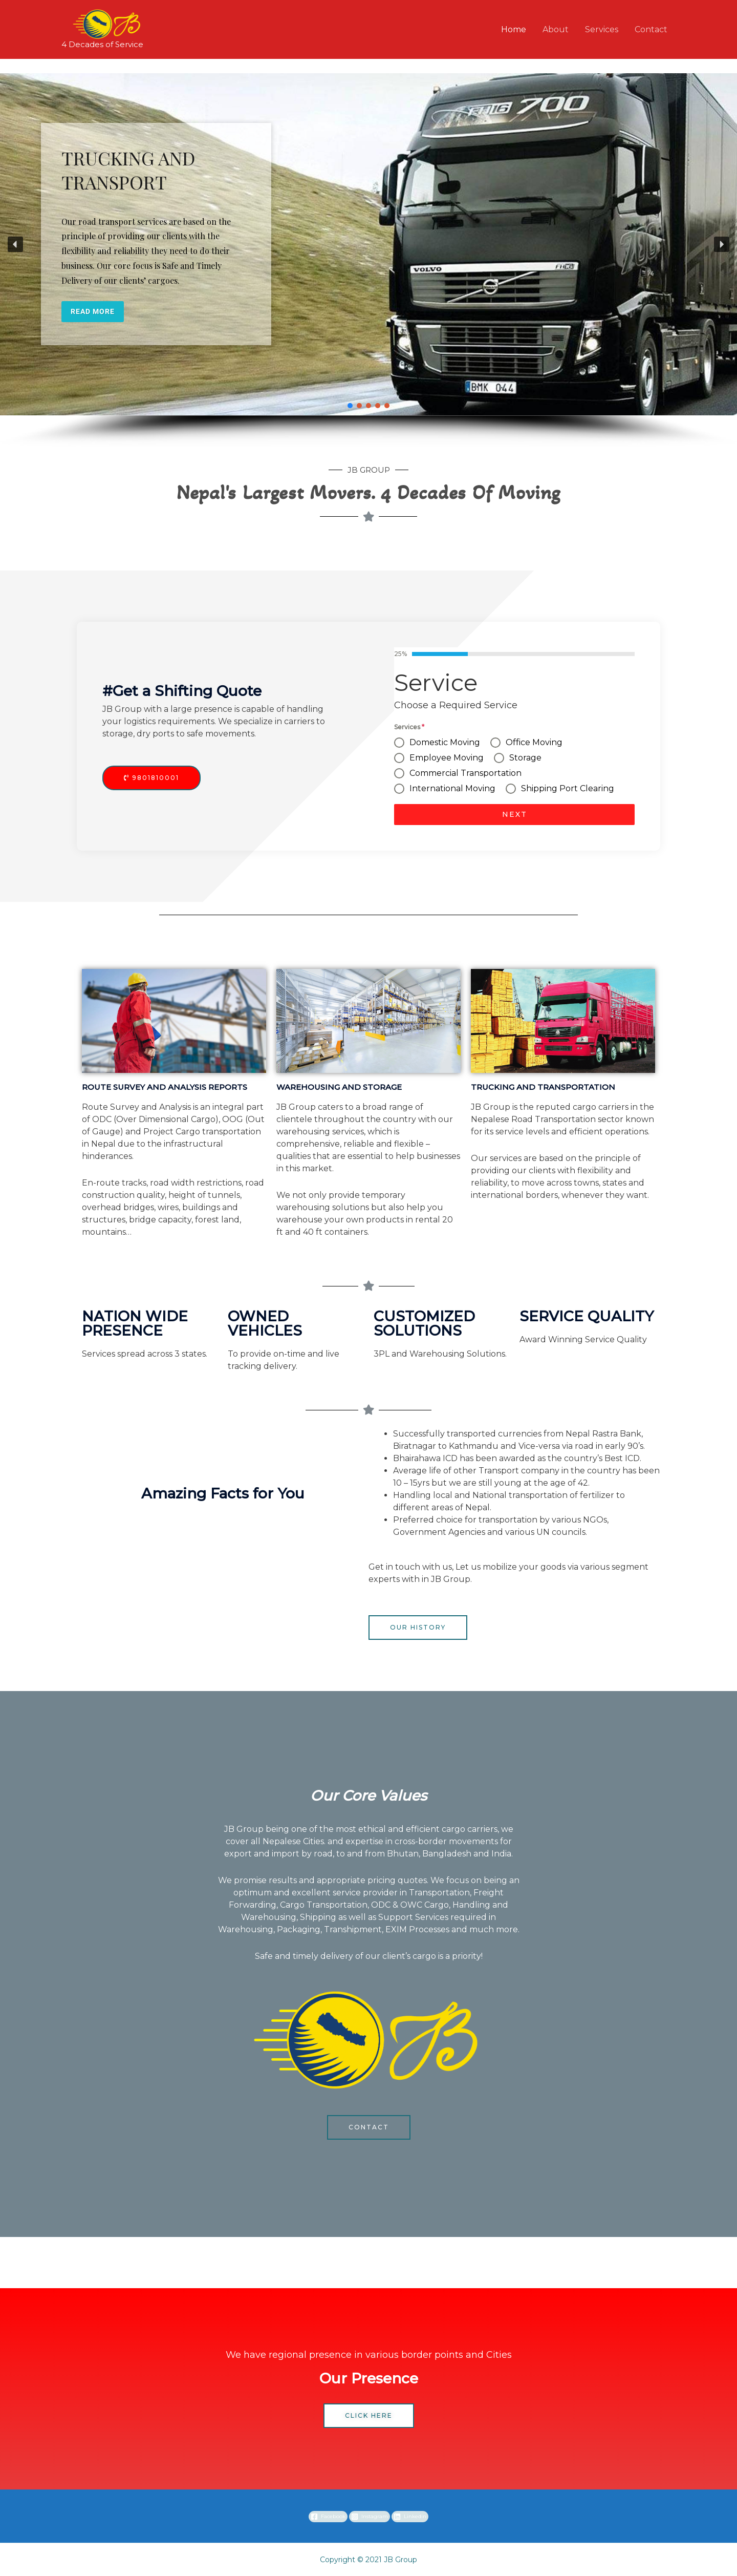 JB
4 Decades of Service
Home About Services Contact
TRUCKING AND
TRANSPORT
Our road transport services are based on the
principle of providing our clients with the
flexibility and reliability they need to do their
business. Our core focus is Safe and Timely
Delivery of our clients' cargoes.
READ MORE
FH16 700
VOLVO
FH16
BMK 044
JB GROUP
Nepal's Largest Movers. 4 Decades Of Moving
#Get a Shifting Quote
JB Group with a large presence is capable of handling
your logistics requirements. We specialize in carriers to
storage, dry ports to safe movements.
9801810001
25%
Service
Choose a Required Service
Services *
Domestic Moving Office Moving
Employee Moving Storage
Commercial Transportation
International Moving Shipping Port Clearing
NEXT
ROUTE SURVEY AND ANALYSIS REPORTS
Route Survey and Analysis is an integral part
of ODC (Over Dimensional Cargo), OOG (Out
of Gauge) and Project Cargo transportation
in Nepal due to the infrastructural
hinderances.
En-route tracks, road width restrictions, road
construction quality, height of tunnels,
overhead bridges, wires, buildings and
structures, bridge capacity, forest land,
mountains…
WAREHOUSING AND STORAGE
JB Group caters to a broad range of
clientele throughout the country with our
warehousing services, which is
comprehensive, reliable and flexible –
qualities that are essential to help businesses
in this market.
We not only provide temporary
warehousing solutions but also help you
warehouse your own products in rental 20
ft and 40 ft containers.
TRUCKING AND TRANSPORTATION
JB Group is the reputed cargo carriers in the
Nepalese Road Transportation sector known
for its service levels and efficient operations.
Our services are based on the principle of
providing our clients with flexibility and
reliability, to move across towns, states and
international borders, whenever they want.
NATION WIDE
PRESENCE
Services spread across 3 states.
OWNED
VEHICLES
To provide on-time and live
tracking delivery.
CUSTOMIZED
SOLUTIONS
3PL and Warehousing Solutions.
SERVICE QUALITY
Award Winning Service Quality
Amazing Facts for You
Successfully transported currencies from Nepal Rastra Bank,
Biratnagar to Kathmandu and Vice-versa via road in early 90's.
Bhairahawa ICD has been awarded as the country's Best ICD.
Average life of other Transport company in the country has been
10 – 15yrs but we are still young at the age of 42.
Handling local and National transportation of fertilizer to
different areas of Nepal.
Preferred choice for transportation by various NGOs,
Government Agencies and various UN councils.
Get in touch with us, Let us mobilize your goods via various segment
experts with in JB Group.
OUR HISTORY
Our Core Values
JB Group being one of the most ethical and efficient cargo carriers, we
cover all Nepalese Cities. and expertise in cross-border movements for
export and import by road, to and from Bhutan, Bangladesh and India.
We promise results and appropriate pricing quotes. We focus on being an
optimum and excellent service provider in Transportation, Freight
Forwarding, Cargo Transportation, ODC & OWC Cargo, Handling and
Warehousing, Shipping as well as Support Services required in
Warehousing, Packaging, Transhipment, EXIM Processes and much more.
Safe and timely delivery of our client's cargo is a priority!
JB
CONTACT
We have regional presence in various border points and Cities
Our Presence
CLICK HERE
Copyright © 2021 JB Group